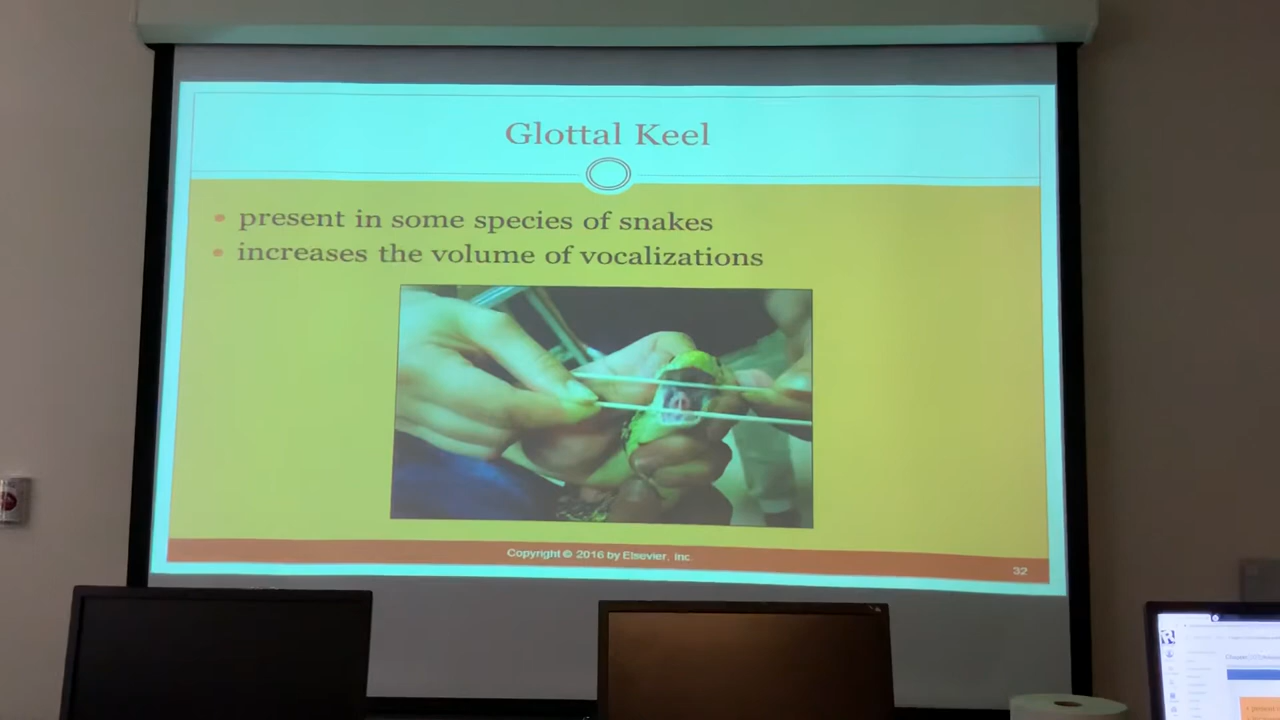 Glottal Keel
• present in some species of snakes
• increases the volume of vocalizations
Copyright © 2016 by Elsevier, Inc
32